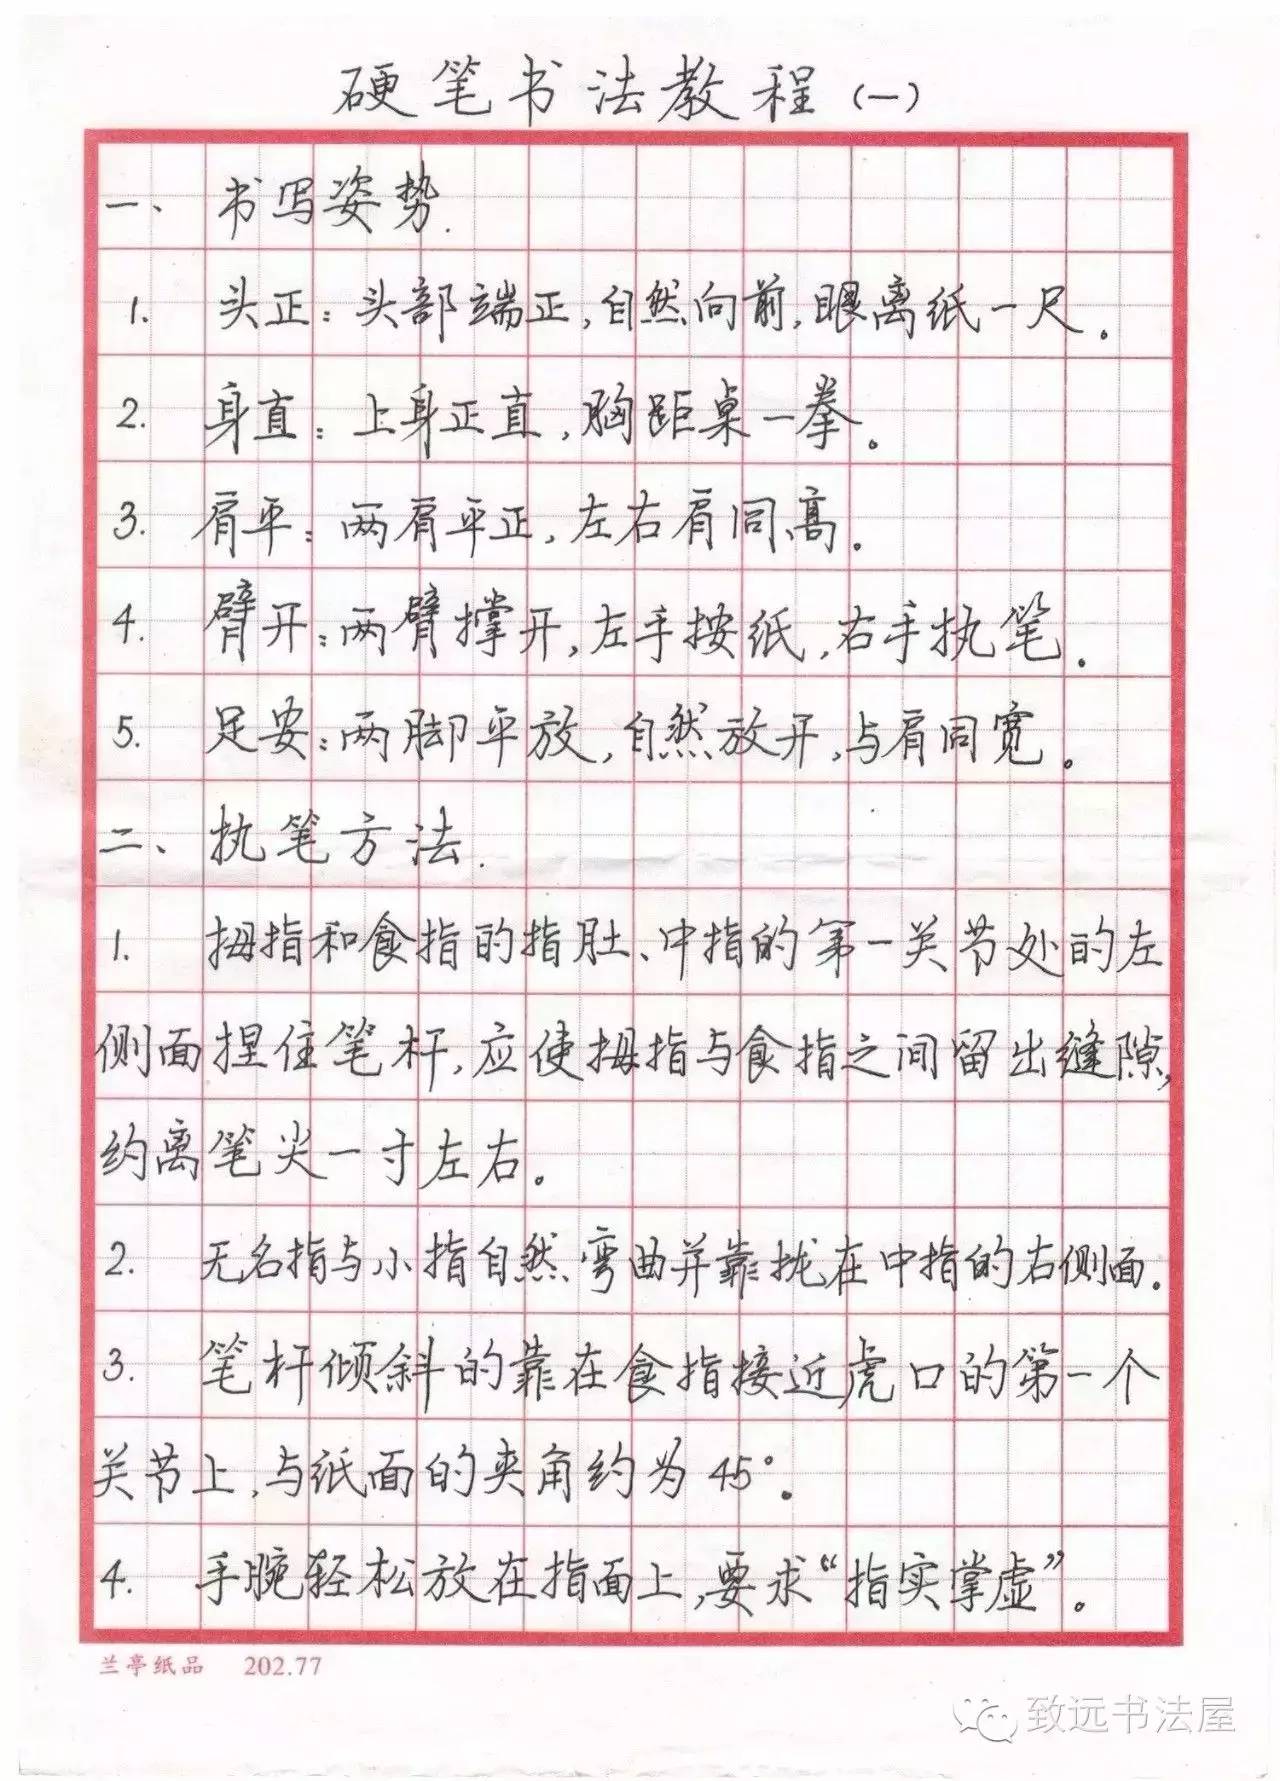 硬笔书法教程（一）
一、书写姿势.
1. 头正：头部端正，自然向前，眼离纸一尺。
2. 身直：上身正直，胸距桌一拳。
3. 肩平：两肩平正，左右肩同高。
4. 臂开：两臂撑开，左手按纸，右手执笔。
5. 足安：两脚平放，自然放开，与肩同宽。
二、执笔方法.
1. 拇指和食指的指肚、中指的第一关节处的左
侧面捏住笔杆，应使拇指与食指之间留出缝隙，
约离笔尖一寸左右。
2. 无名指与小指自然弯曲并靠拢在中指的右侧面.
3. 笔杆倾斜的靠在食指接近虎口的第一个
关节上，与纸面的夹角约为45°。
4. 手腕轻松放在指面上，要求“指实掌虚”。
兰亭纸品 202.77
致远书法屋